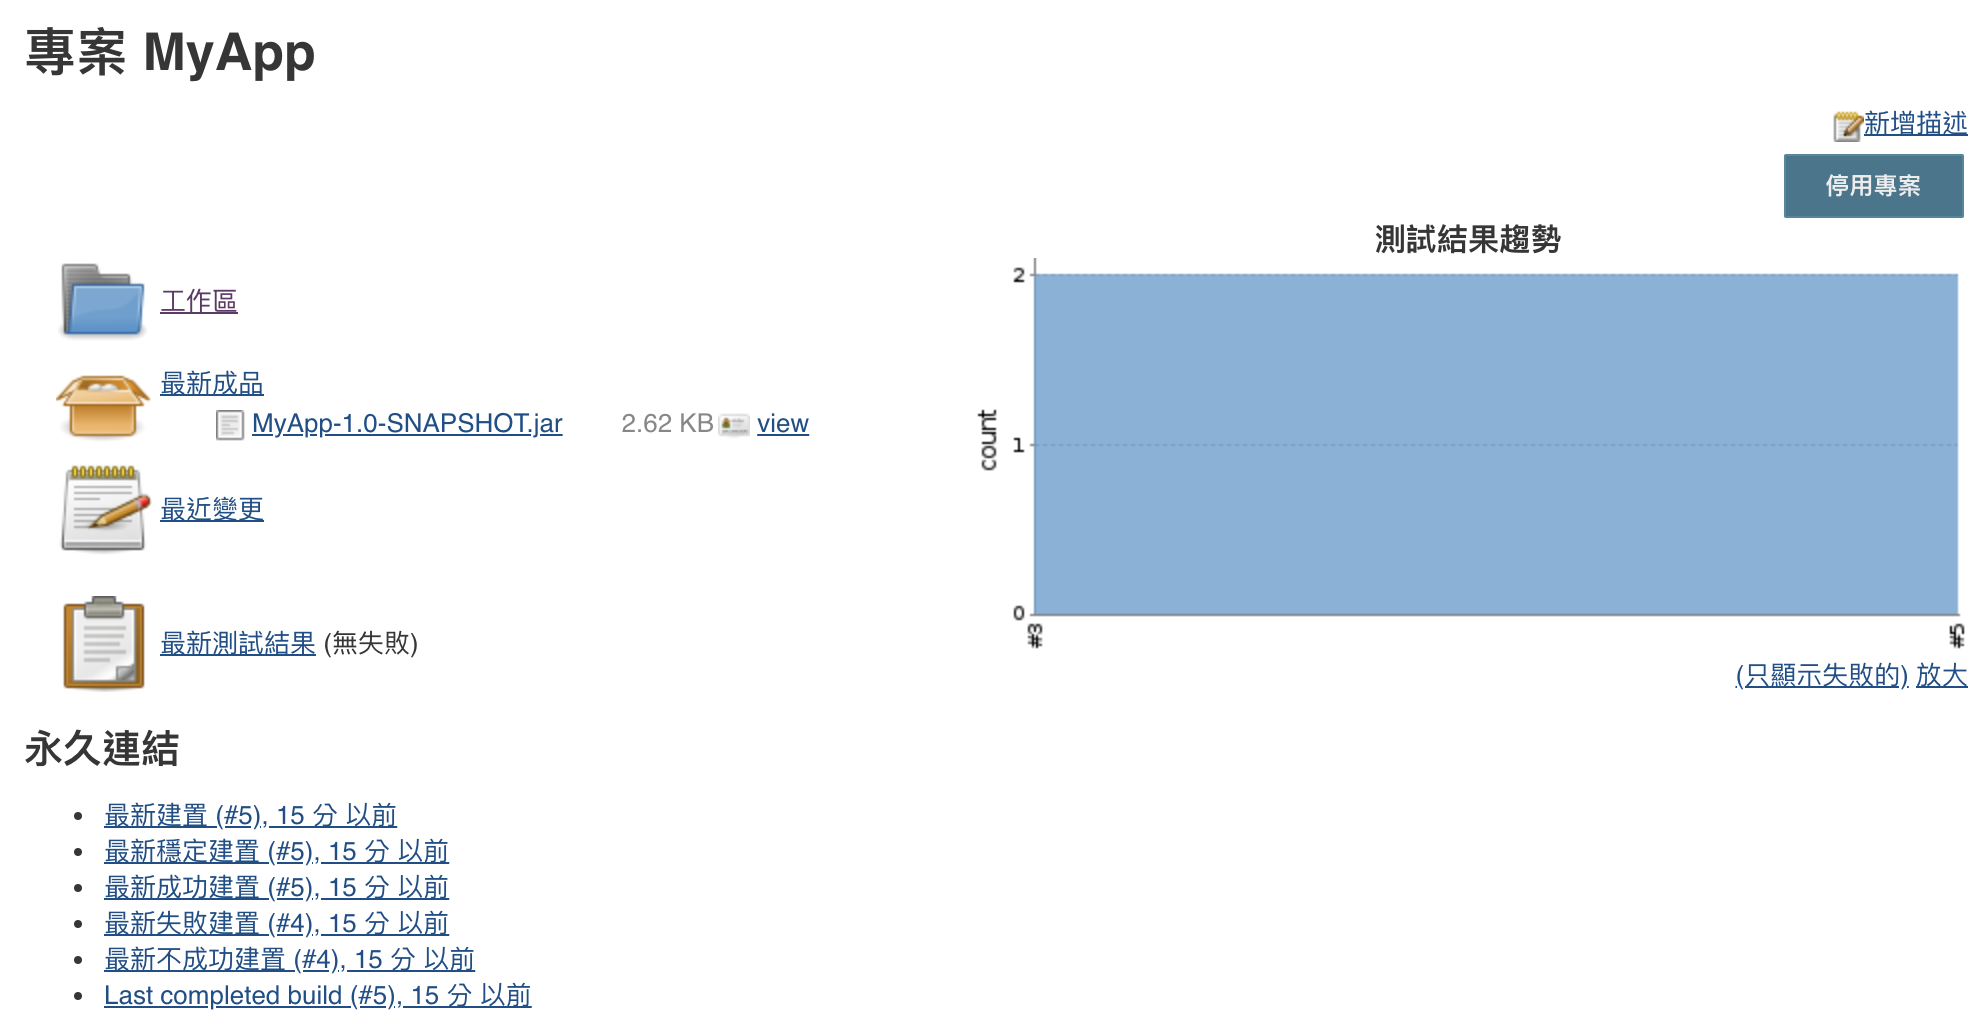 專案 MyApp
新增描述
停用專案
工作區
最新成品
MyApp-1.0-SNAPSHOT.jar 2.62 KB view
最近變更
最新測試結果 (無失敗)
測試結果趨勢
2
count
1
0
#3
#5
(只顯示失敗的) 放大
永久連結
最新建置 (#5), 15 分 以前
最新穩定建置 (#5), 15 分 以前
最新成功建置 (#5), 15 分 以前
最新失敗建置 (#4), 15 分 以前
最新不成功建置 (#4), 15 分 以前
Last completed build (#5), 15 分 以前